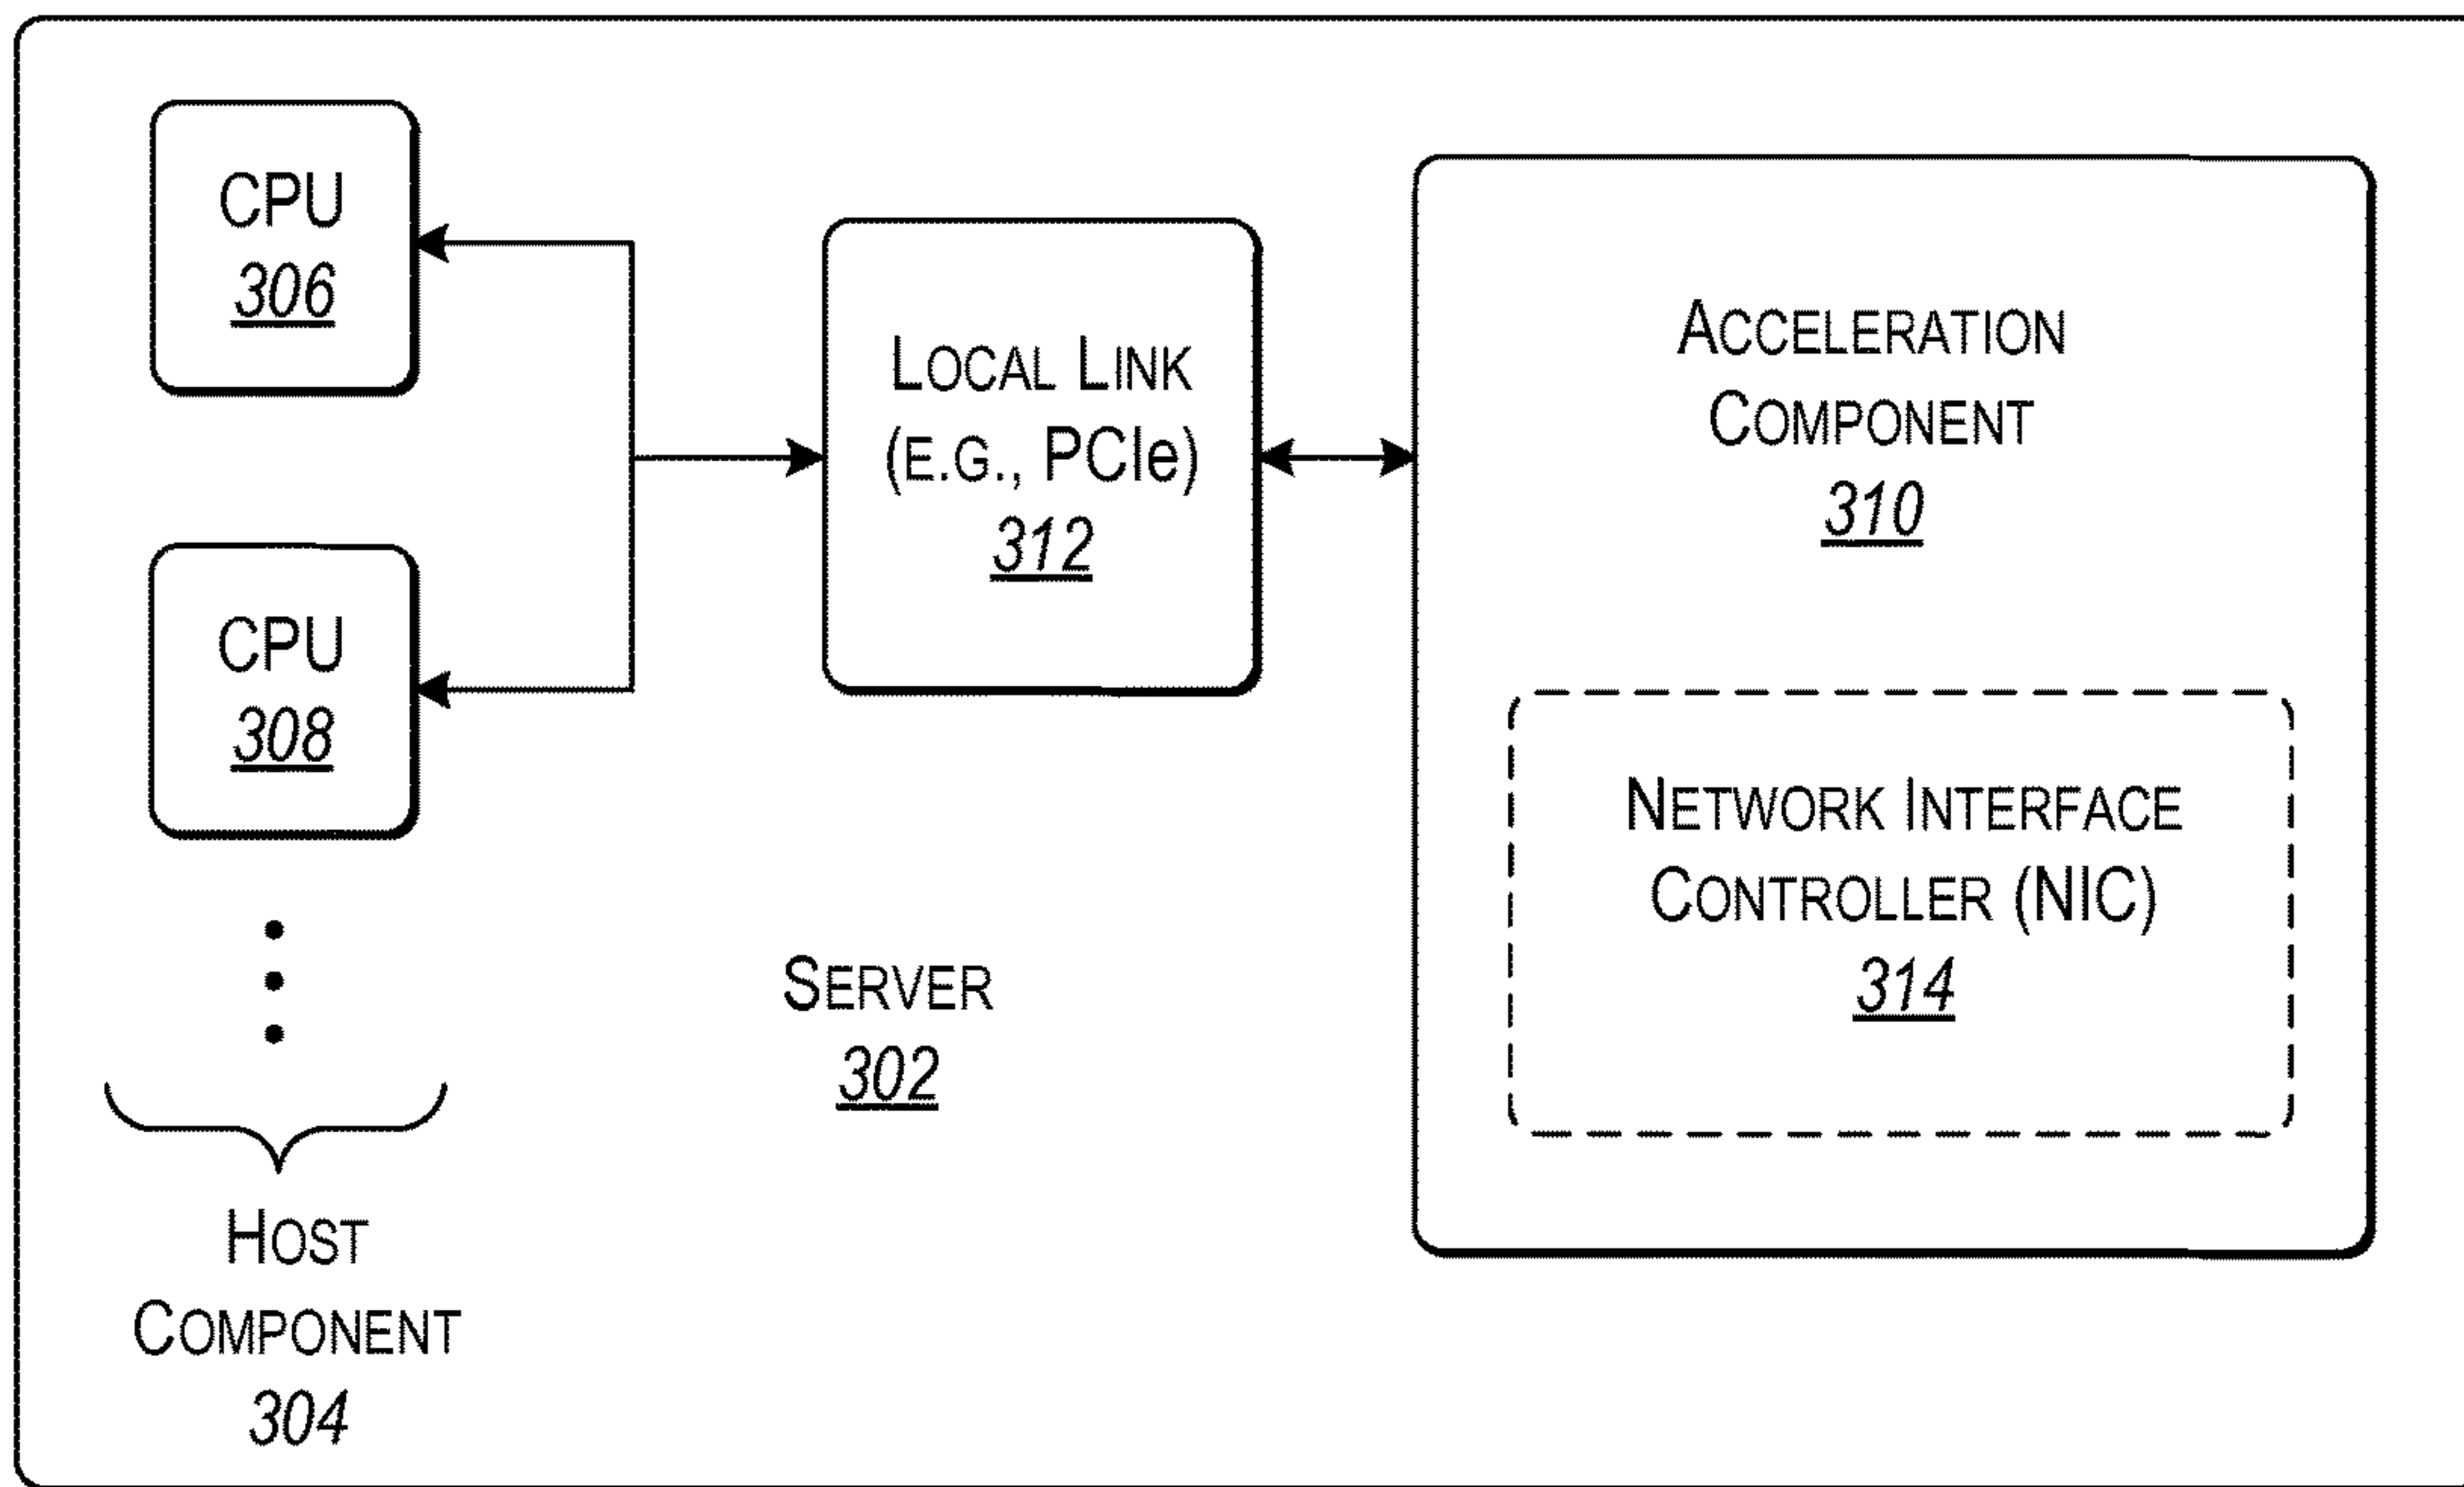 CPU
306
CPU
308
HOST
COMPONENT
304
LOCAL LINK
(E.G., PCIe)
312
SERVER
302
ACCELERATION
COMPONENT
310
NETWORK INTERFACE
CONTROLLER (NIC)
314